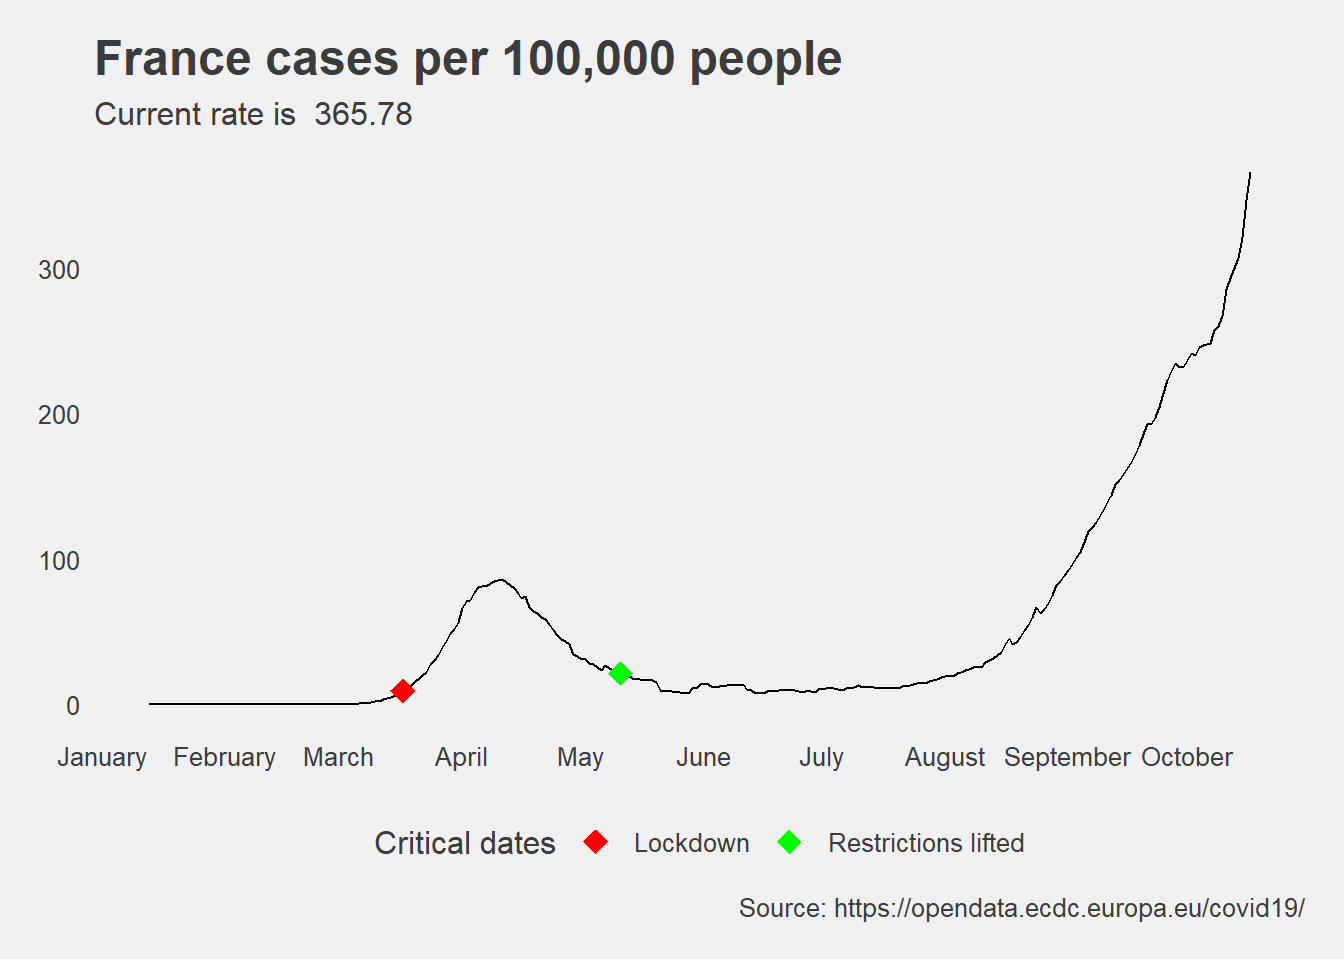 France cases per 100,000 people
Current rate is  365.78
300
200
100
0
January February March April May June July August September October
Critical dates Lockdown Restrictions lifted
Source: https://opendata.ecdc.europa.eu/covid19/